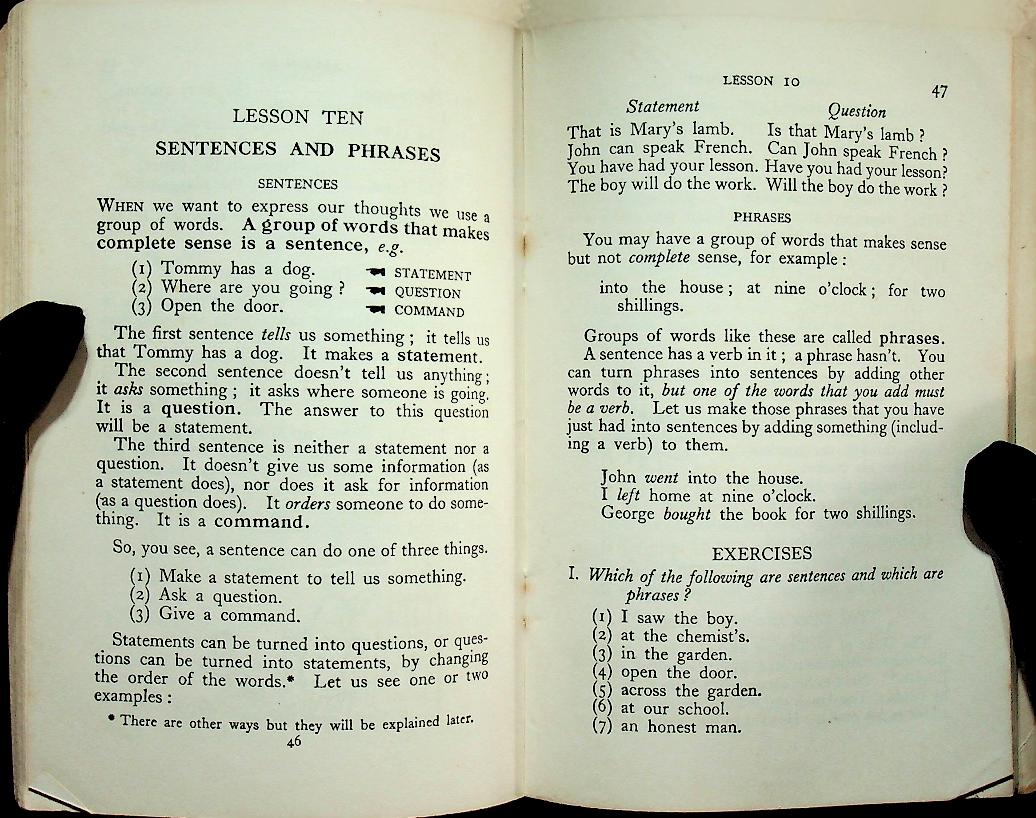 LESSON TEN
SENTENCES AND PHRASES
SENTENCES
WHEN we want to express our thoughts we use a
group of words. A group of words that makes
complete sense is a sentence, e.g.
(1) Tommy has a dog. STATEMENT
(2) Where are you going ? QUESTION
(3) Open the door. COMMAND
The first sentence tells us something ; it tells us
that Tommy has a dog. It makes a statement.
The second sentence doesn't tell us anything ;
it asks something ; it asks where someone is going.
It is a question. The answer to this question
will be a statement.
The third sentence is neither a statement nor a
question. It doesn't give us some information (as
a statement does), nor does it ask for information
(as a question does). It orders someone to do some-
thing. It is a command.
So, you see, a sentence can do one of three things.
(1) Make a statement to tell us something.
(2) Ask a question.
(3) Give a command.
Statements can be turned into questions, or ques-
tions can be turned into statements, by changing
the order of the words.* Let us see one or two
examples :
* There are other ways but they will be explained later.
46
LESSON 10
47
Statement Question
That is Mary's lamb. Is that Mary's lamb ?
John can speak French. Can John speak French ?
You have had your lesson. Have you had your lesson?
The boy will do the work. Will the boy do the work ?
PHRASES
You may have a group of words that makes sense
but not complete sense, for example :
into the house ; at nine o'clock ; for two
shillings.
Groups of words like these are called phrases.
A sentence has a verb in it ; a phrase hasn't. You
can turn phrases into sentences by adding other
words to it, but one of the words that you add must
be a verb. Let us make those phrases that you have
just had into sentences by adding something (includ-
ing a verb) to them.
John went into the house.
I left home at nine o'clock.
George bought the book for two shillings.
EXERCISES
I. Which of the following are sentences and which are
phrases ?
(1) I saw the boy.
(2) at the chemist's.
(3) in the garden.
(4) open the door.
(5) across the garden.
(6) at our school.
(7) an honest man.